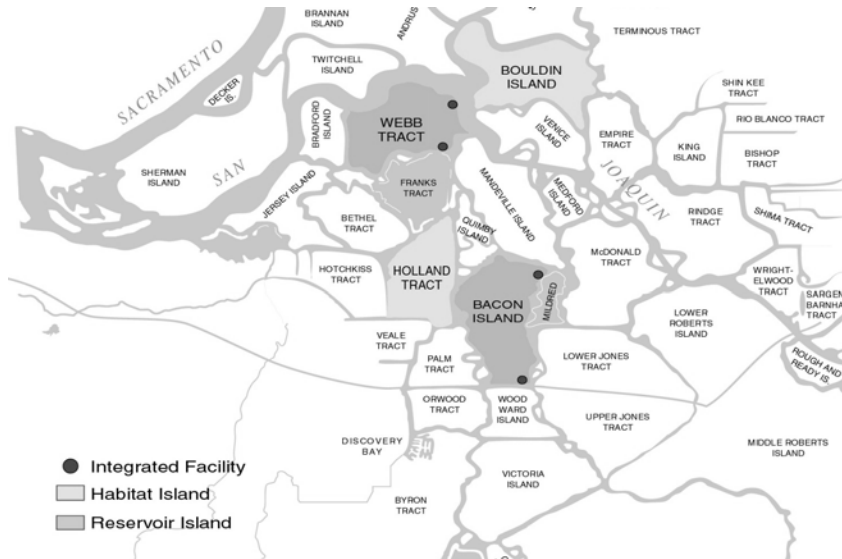 BRANNAN
ISLAND
ANDRUS
TERMINOUS TRACT
TWITCHELL
ISLAND
SACRAMENTO
DECKER
IS.
BOULDIN
ISLAND
SHIN KEE
TRACT
RIO BLANCO TRACT
BRADFORD
ISLAND
WEBB
TRACT
VENICE
ISLAND
EMPIRE
TRACT
KING
ISLAND
BISHOP
TRACT
SHERMAN
ISLAND
SAN
JOAQUIN
FRANKS
TRACT
MANDEVILLE ISLAND
MEDFORD
ISLAND
JERSEY ISLAND
BETHEL
TRACT
QUIMBY
ISLAND
RINDGE
TRACT
SHIMA TRACT
McDONALD
TRACT
HOTCHKISS
TRACT
HOLLAND
TRACT
WRIGHT-
ELWOOD
TRACT
BACON
ISLAND
MILDRED
SARGEN
BARNHA
TRACT
LOWER
ROBERTS
ISLAND
VEALE
TRACT
PALM
TRACT
LOWER JONES
TRACT
ROUGH AND
READY IS.
ORWOOD
TRACT
WOOD
WARD
ISLAND
UPPER JONES
TRACT
DISCOVERY
BAY
MIDDLE ROBERTS
ISLAND
VICTORIA
ISLAND
BYRON
TRACT
Integrated Facility
Habitat Island
Reservoir Island